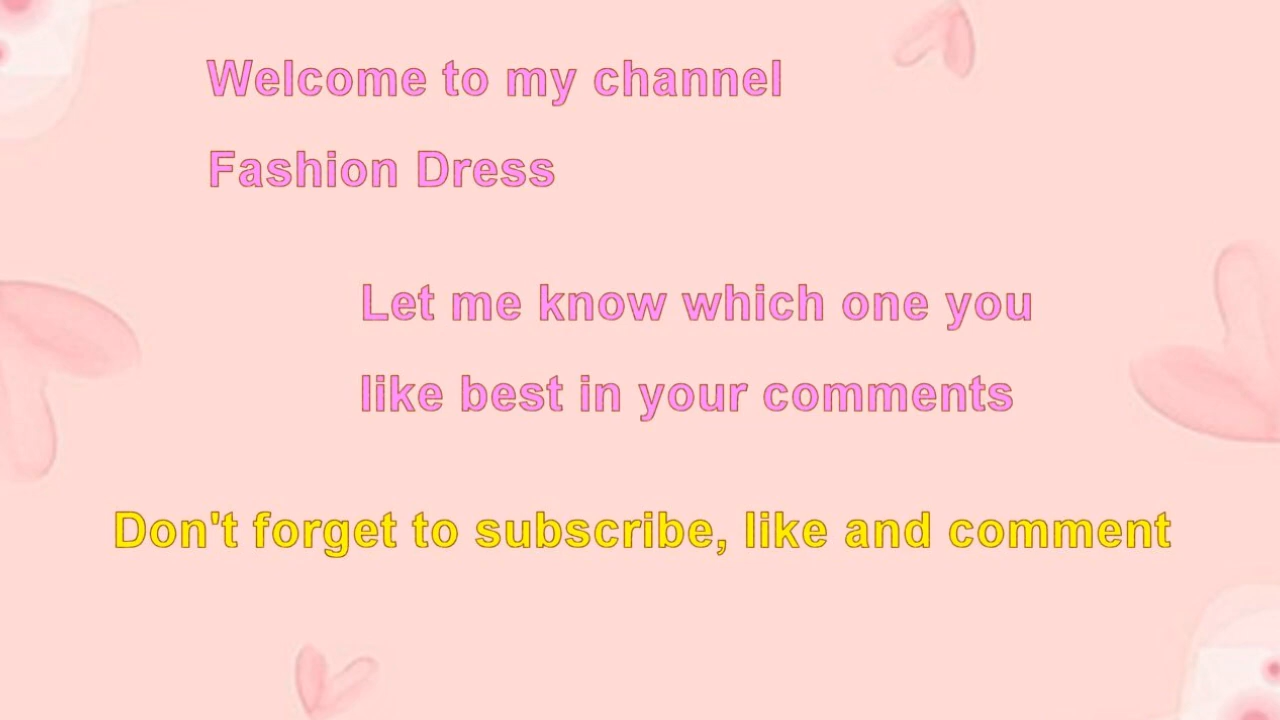 Welcome to my channel
Fashion Dress
Let me know which one you
like best in your comments
Don't forget to subscribe, like and comment